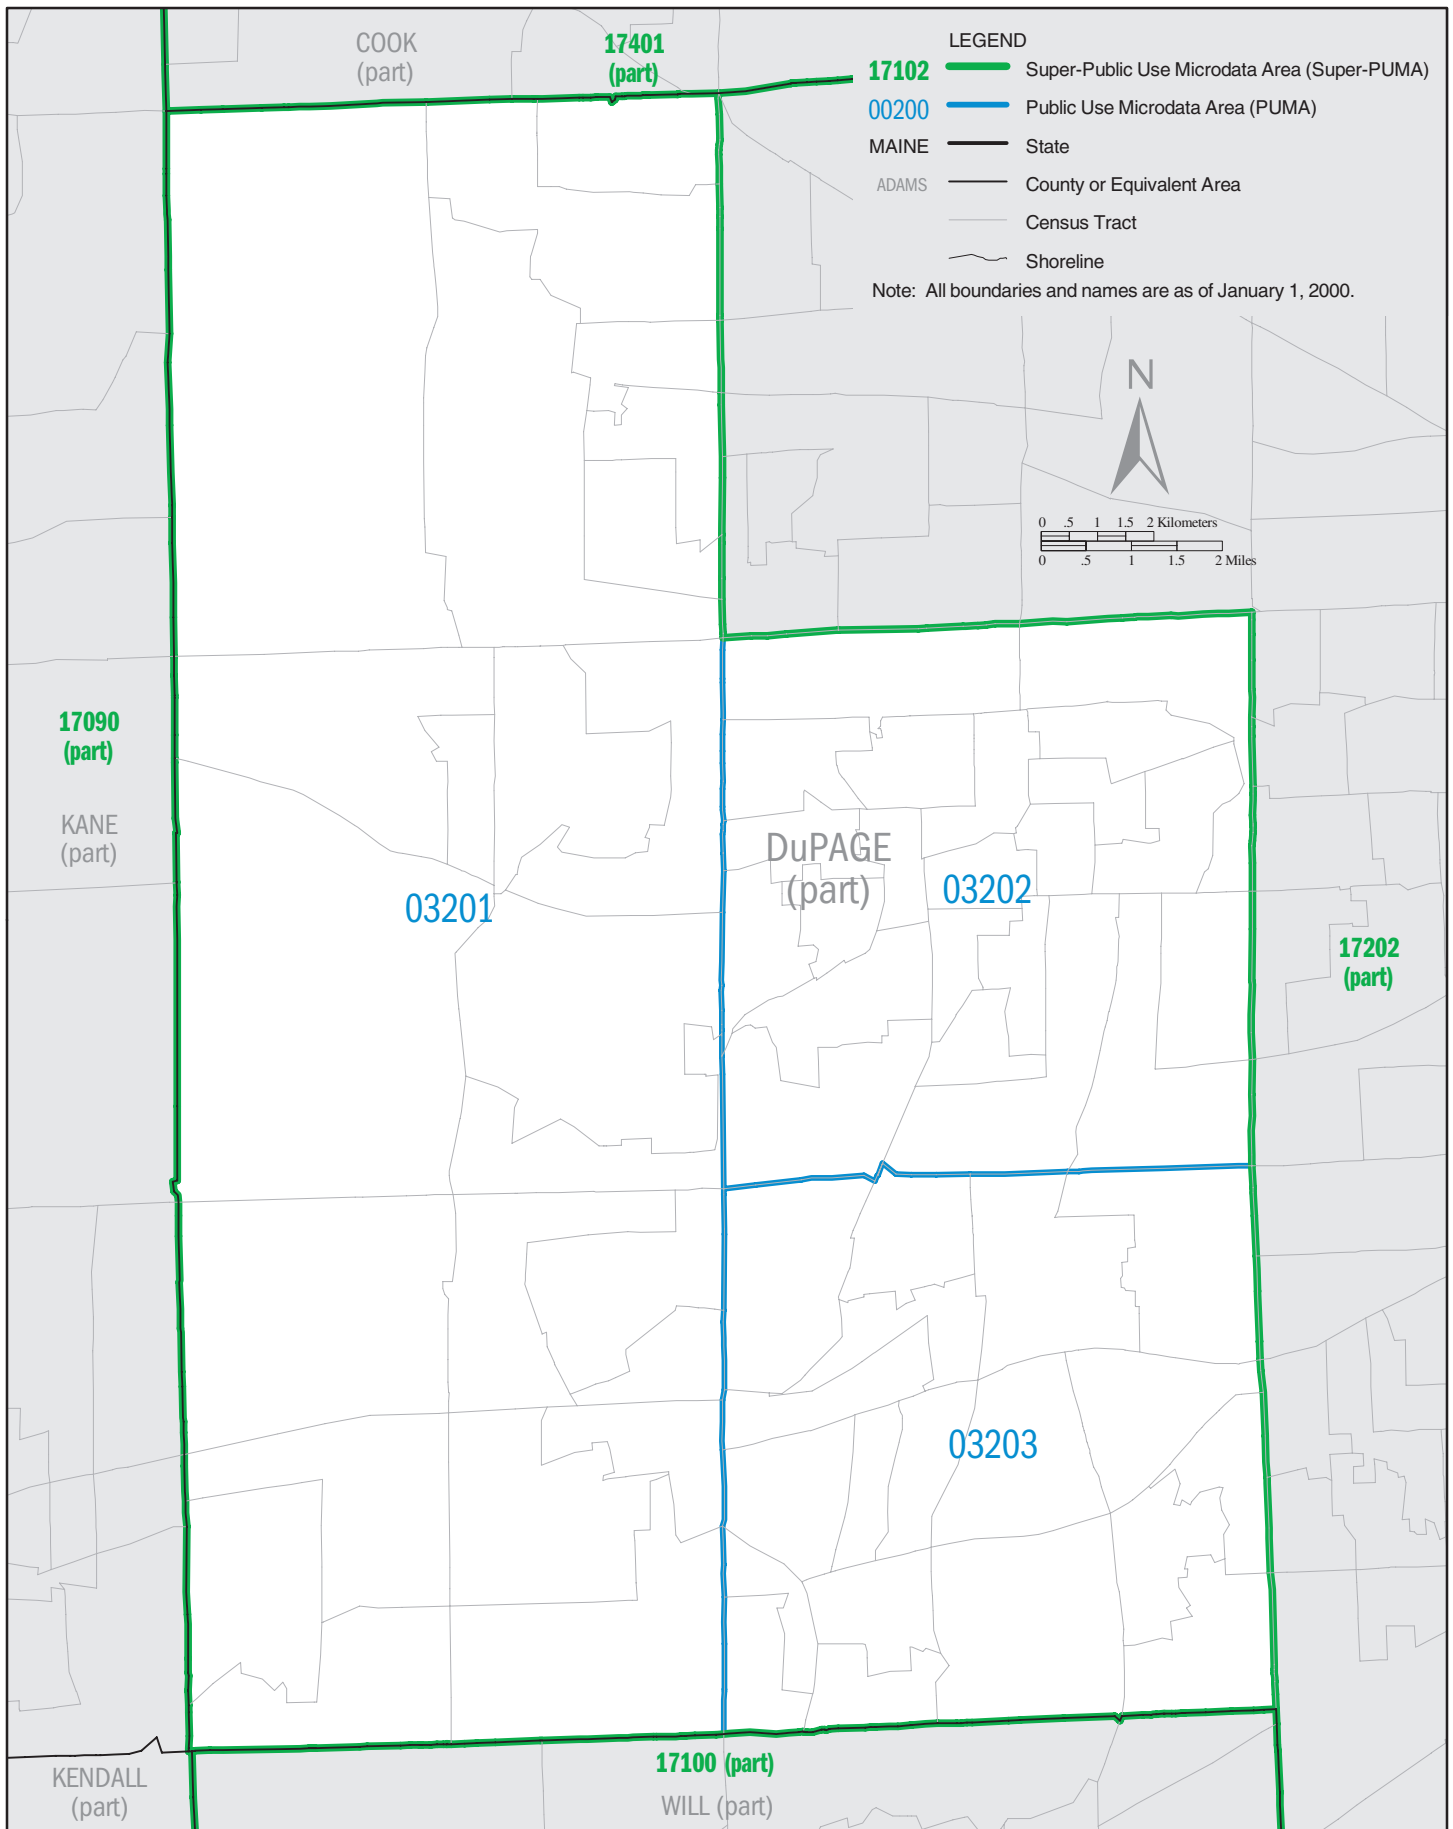 COOK
(part)
17401
(part)
LEGEND
17102 Super-Public Use Microdata Area (Super-PUMA)
00200 Public Use Microdata Area (PUMA)
MAINE State
ADAMS County or Equivalent Area
Census Tract
Shoreline
Note: All boundaries and names are as of January 1, 2000.
N
0 .5 1 1.5 2 Kilometers
0 .5 1 1.5 2 Miles
17090
(part)
KANE
(part)
DuPAGE
(part)
03201
03202
17202
(part)
03203
17100 (part)
KENDALL
(part)
WILL (part)